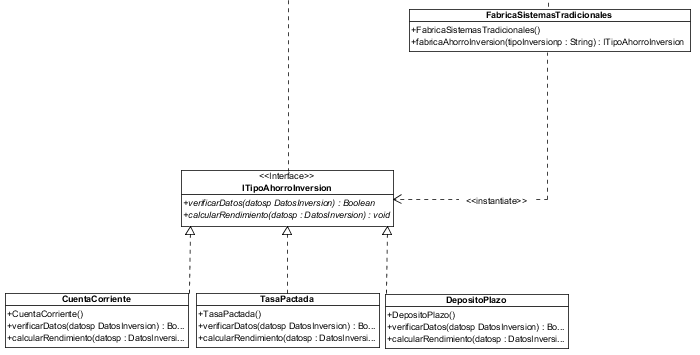 FabricaSistemasTradicionales
+FabricaSistemasTradicionales()
+fabricaAhorroInversion(tipoInversionp : String) : ITipoAhorroInversion
<<Interface>>
ITipoAhorroInversion
+verificarDatos(datosp DatosInversion) : Boolean
+calcularRendimiento(datosp : DatosInversion) : void
<<instantiate>>
CuentaCorriente
+CuentaCorriente()
+verificarDatos(datosp DatosInversion) : Bo...
+calcularRendimiento(datosp : DatosInversi...
TasaPactada
+TasaPactada()
+verificarDatos(datosp DatosInversion) : Bo...
+calcularRendimiento(datosp : DatosInversi...
DepositoPlazo
+DepositoPlazo()
+verificarDatos(datosp DatosInversion) : Bo...
+calcularRendimiento(datosp : DatosInversi...